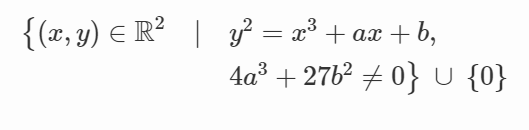 {(x, y) ∈ ℝ² | y² = x³ + ax + b,
4a³ + 27b² ≠ 0} ∪ {0}